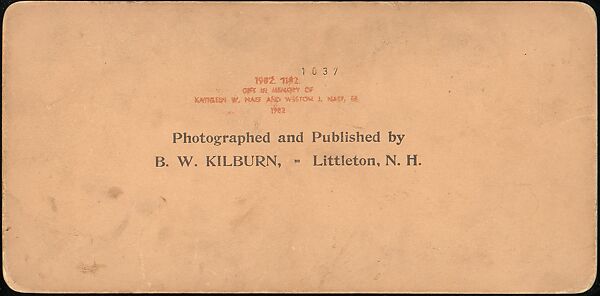 1982. 1182.
1037
GIFT IN MEMORY OF
KATHLEEN W. NAEF AND WESTON J. NAEF, SR.
1982
Photographed and Published by
B. W. KILBURN, = Littleton, N. H.